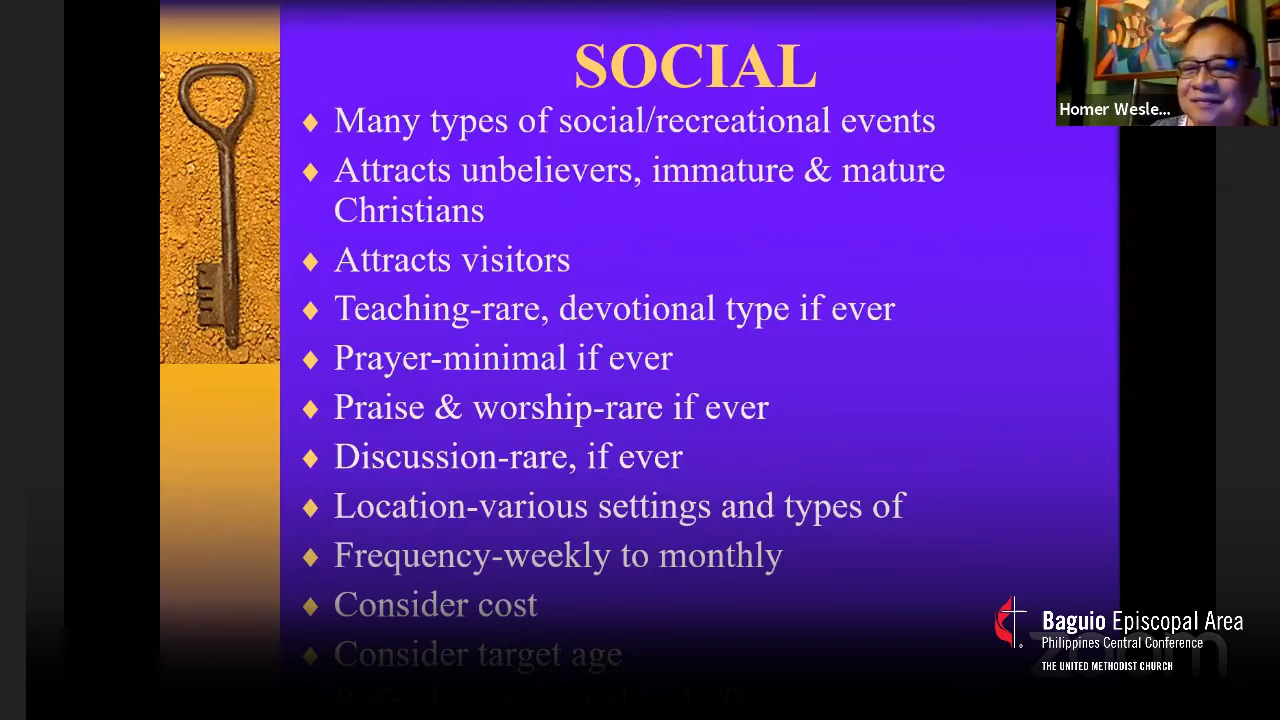 SOCIAL
Many types of social/recreational events
Attracts unbelievers, immature & mature
Christians
Attracts visitors
Teaching-rare, devotional type if ever
Prayer-minimal if ever
Praise & worship-rare if ever
Discussion-rare, if ever
Location-various settings and types of
Frequency-weekly to monthly
Consider cost
Consider target age
Homer Wesle...
Baguio Episcopal Area
Philippines Central Conference
THE UNITED METHODIST CHURCH
zoom